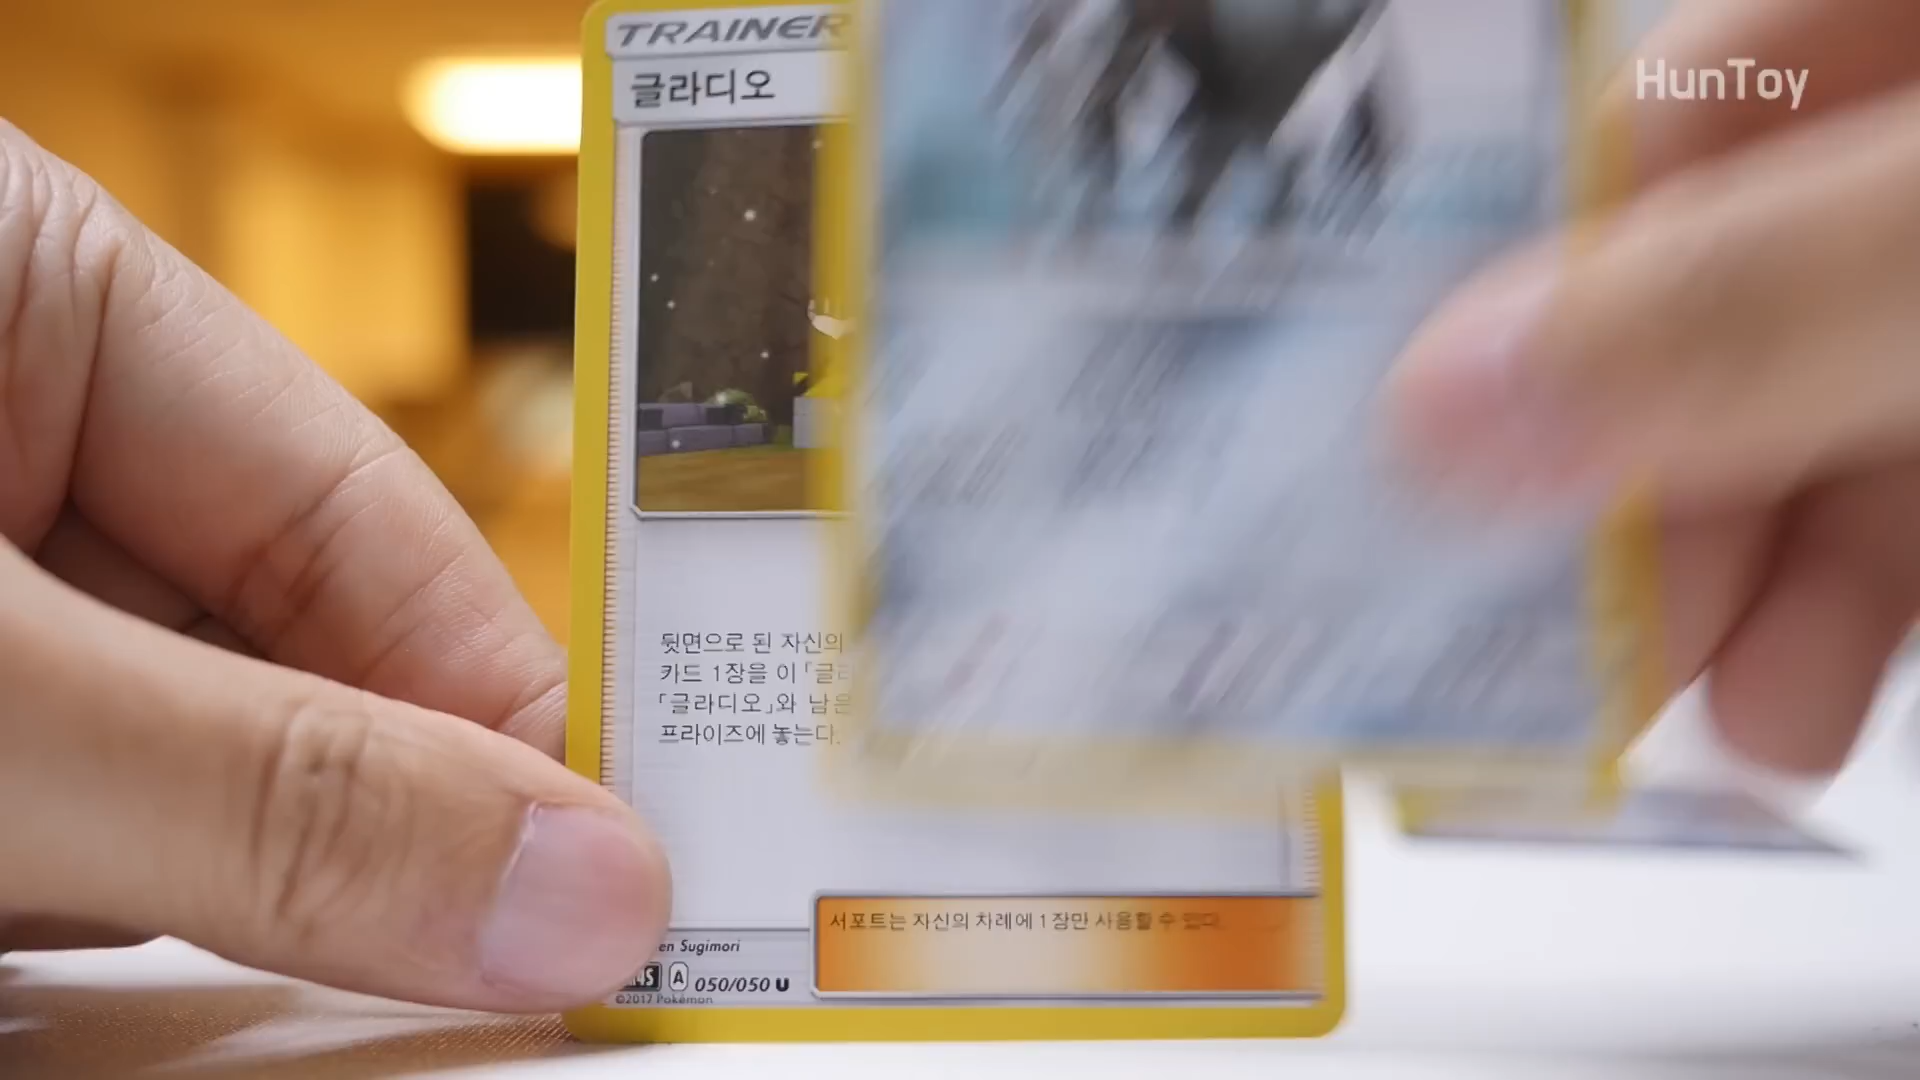 TRAINER
HunToy
글라디오
뒷면으로 된 자신의
카드 1장을 이 「글라
「글라디오」와 남은
프라이즈에 놓는다.
서포트는 자신의 차례에 1장만 사용할 수 있다.
en Sugimori
4S A 050/050 U
©2017 Pokémon